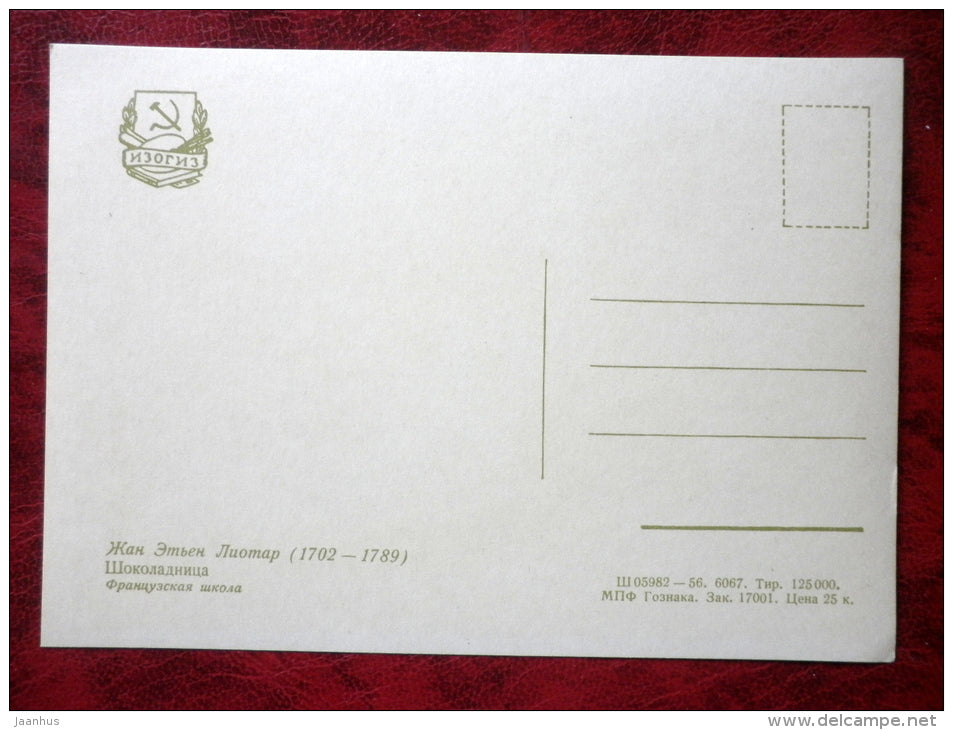 ИЗОГИЗ
Жан Этьен Лиотар (1702 — 1789)
Шоколадница
Французская школа
Ш 05982 — 56. 6067. Тир. 125 000.
МПФ Гознака. Зак. 17001. Цена 25 к.
jaanhus
www.delcampe.net